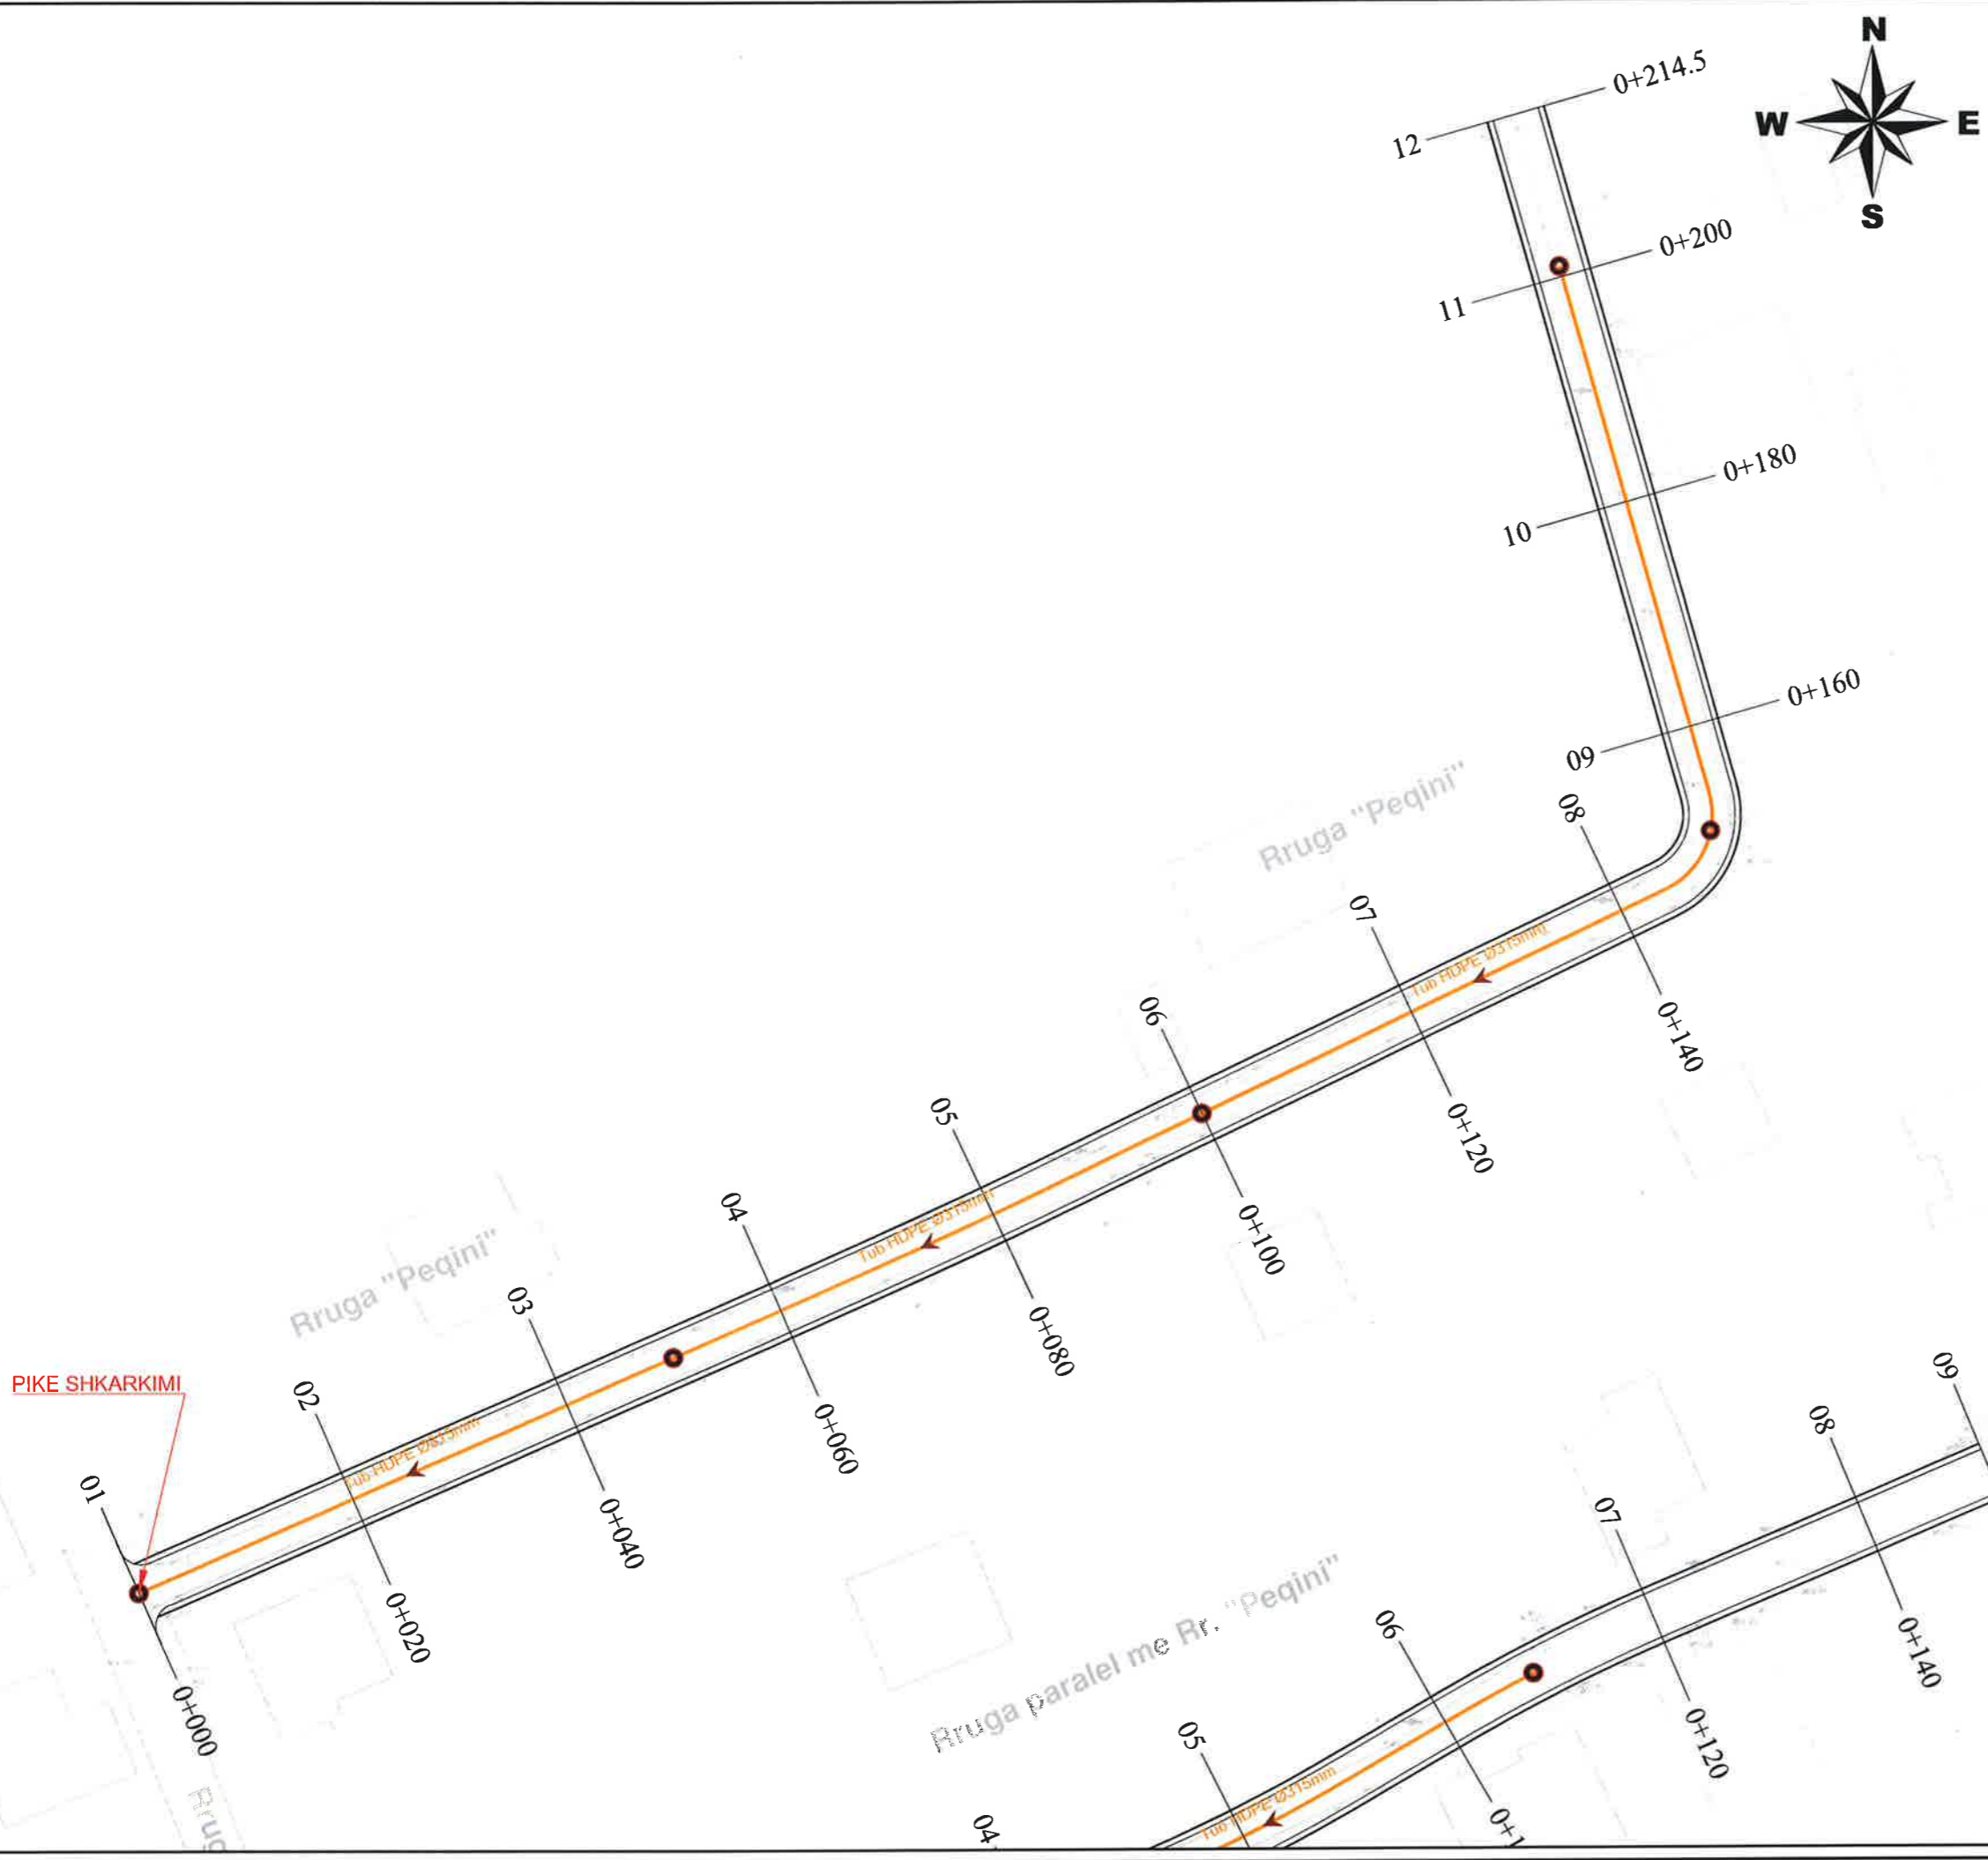 N
W
E
S
0+214.5
12
0+200
11
0+180
10
0+160
09
08
0+140
Rruga "Peqini"
07
0+120
Tub HDPE Ø315mm
06
0+100
05
0+080
Tub HDPE Ø315mm
04
0+060
Rruga "Peqini"
03
0+040
PIKE SHKARKIMI
02
0+020
Tub HDPE Ø315mm
01
0+000
Rruga paralel me Rr. "Peqini"
09
08
0+140
07
0+120
06
05
Tub HDPE Ø315mm
04